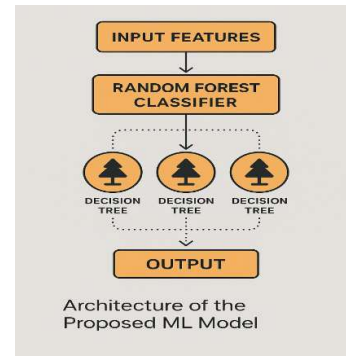 INPUT FEATURES
RANDOM FOREST
CLASSIFIER
DECISION
TREE
DECISION
TREE
DECISION
TREE
OUTPUT
Architecture of the
Proposed ML Model